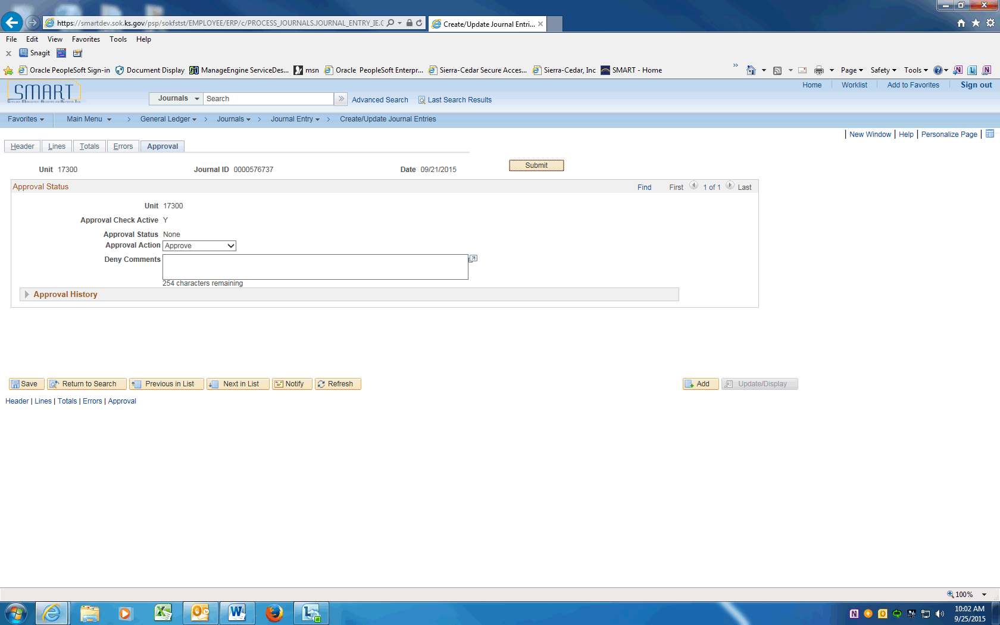 https://smartdev.sok.ks.gov/psp/sokfstst/EMPLOYEE/ERP/c/PROCESS_JOURNALS.JOURNAL_ENTRY_IE.G
Create/Update Journal Entri...
File Edit View Favorites Tools Help
x Snagit
Oracle PeopleSoft Sign-in Document Display ManageEngine ServiceDes... msn Oracle PeopleSoft Enterpr... Sierra-Cedar Secure Acces... Sierra-Cedar, Inc SMART - Home » Page Safety Tools
SMART
Home Worklist Add to Favorites Sign out
Journals Search Advanced Search Last Search Results
Favorites Main Menu > General Ledger > Journals > Journal Entry > Create/Update Journal Entries
New Window | Help | Personalize Page |
Header Lines Totals Errors Approval
Unit 17300 Journal ID 0000576737 Date 09/21/2015 Submit
Approval Status Find First 1 of 1 Last
Unit 17300
Approval Check Active Y
Approval Status None
Approval Action Approve
Deny Comments
254 characters remaining
Approval History
Save Return to Search Previous in List Next in List Notify Refresh Add Update/Display
Header | Lines | Totals | Errors | Approval
100%
10:02 AM
9/25/2015